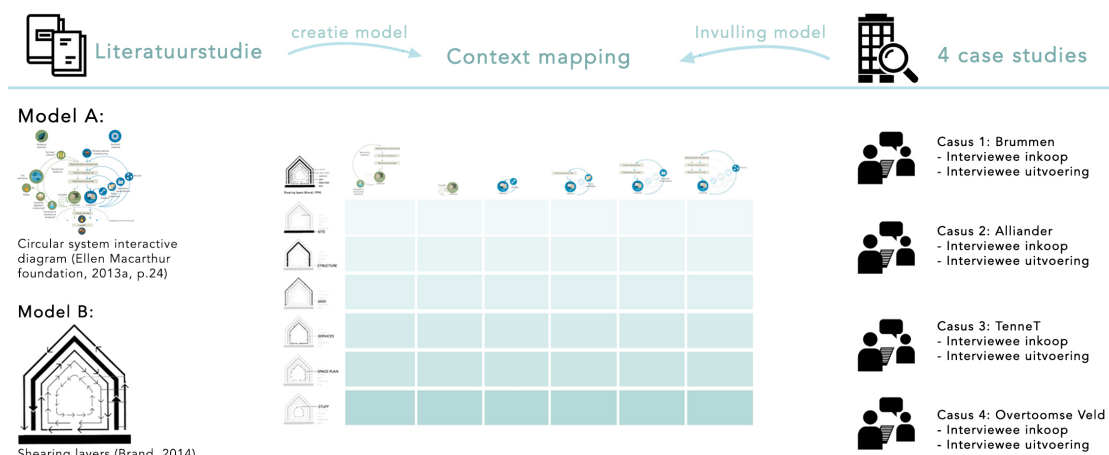 Literatuurstudie
creatie model
Context mapping
Invulling model
4 case studies
Model A:
Circular system interactive
diagram (Ellen Macarthur
foundation, 2013a, p.24)
Model B:
Shearing layers (Brand, 2014)
SITE
STRUCTURE
SKIN
SERVICES
SPACE PLAN
STUFF
Casus 1: Brummen
- Interviewee inkoop
- Interviewee uitvoering
Casus 2: Alliander
- Interviewee inkoop
- Interviewee uitvoering
Casus 3: TenneT
- Interviewee inkoop
- Interviewee uitvoering
Casus 4: Overtoomse Veld
- Interviewee inkoop
- Interviewee uitvoering